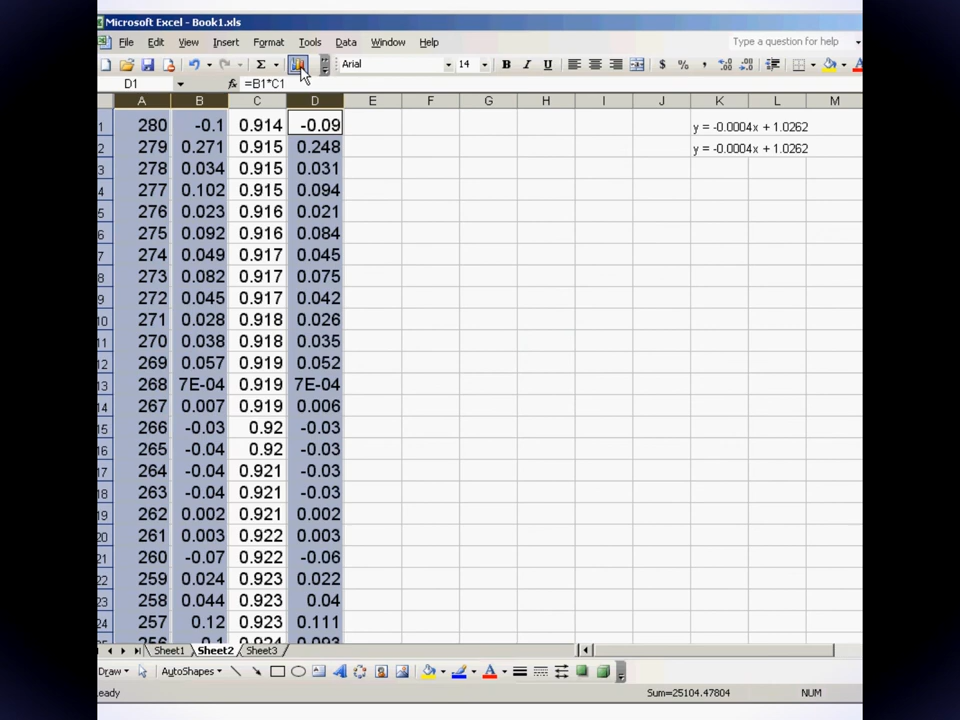 Microsoft Excel - Book1.xls
File Edit View Insert Format Tools Data Window Help Type a question for help
Σ Arial 14 B I U $ % , A
D1 fx =B1*C1
A B C D E F G H I J K L M
1 280 -0.1 0.914 -0.09 y = -0.0004x + 1.0262
2 279 0.271 0.915 0.248 y = -0.0004x + 1.0262
3 278 0.034 0.915 0.031
4 277 0.102 0.915 0.094
5 276 0.023 0.916 0.021
6 275 0.092 0.916 0.084
7 274 0.049 0.917 0.045
8 273 0.082 0.917 0.075
9 272 0.045 0.917 0.042
10 271 0.028 0.918 0.026
11 270 0.038 0.918 0.035
12 269 0.057 0.919 0.052
13 268 7E-04 0.919 7E-04
14 267 0.007 0.919 0.006
15 266 -0.03 0.92 -0.03
16 265 -0.04 0.92 -0.03
17 264 -0.04 0.921 -0.03
18 263 -0.04 0.921 -0.03
19 262 0.002 0.921 0.002
20 261 0.003 0.922 0.003
21 260 -0.07 0.922 -0.06
22 259 0.024 0.923 0.022
23 258 0.044 0.923 0.04
24 257 0.12 0.923 0.111
256 0.1 0.924 0.093
Sheet1 Sheet2 Sheet3
Draw AutoShapes A
eady Sum=25104.47804 NUM